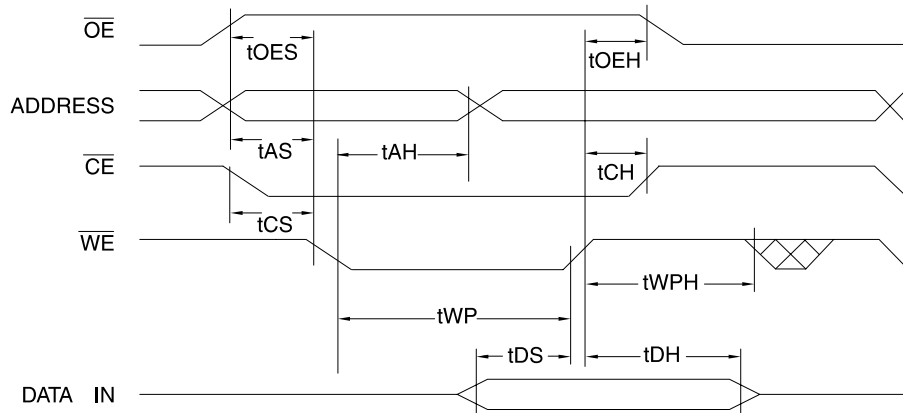 OE
tOES
tOEH
ADDRESS
tAS
tAH
CE
tCH
tCS
WE
tWPH
tWP
tDS
tDH
DATA IN